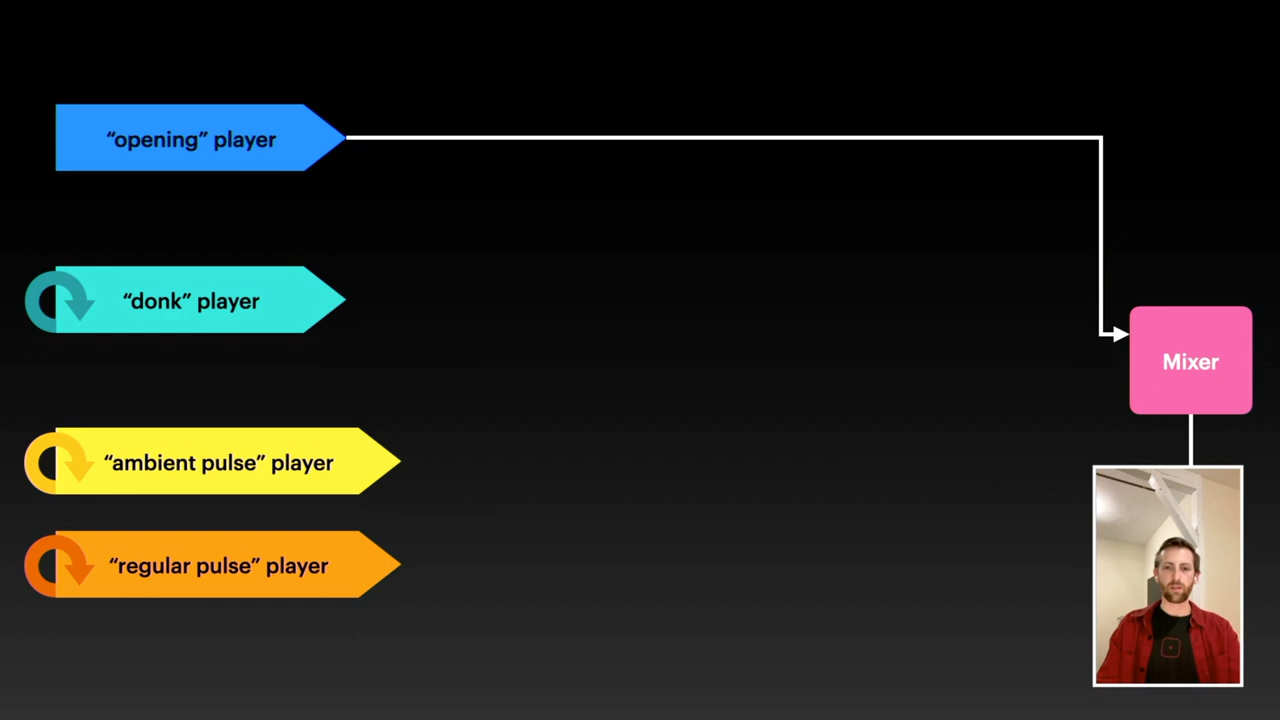 “opening” player
“donk” player
Mixer
“ambient pulse” player
“regular pulse” player